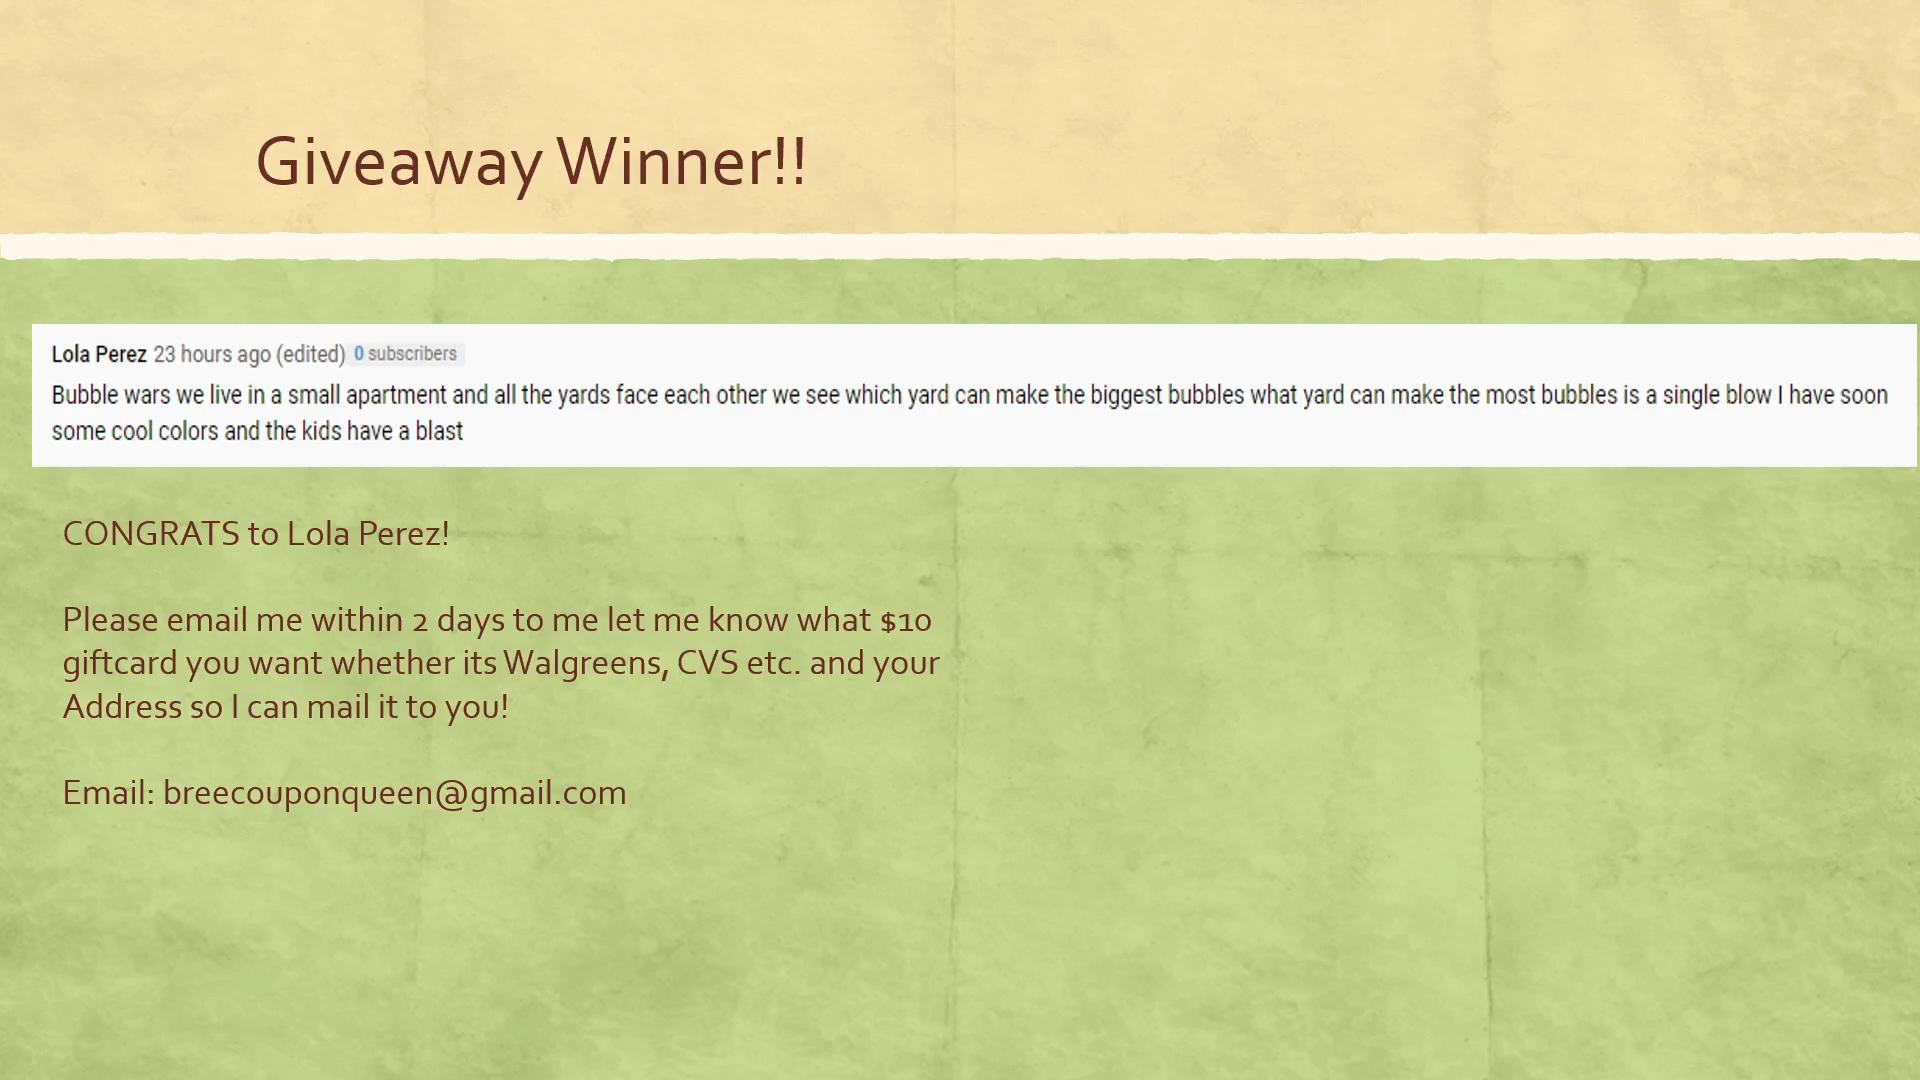 Giveaway Winner!!
Lola Perez 23 hours ago (edited) 0 subscribers
Bubble wars we live in a small apartment and all the yards face each other we see which yard can make the biggest bubbles what yard can make the most bubbles is a single blow I have soon
some cool colors and the kids have a blast
CONGRATS to Lola Perez!
Please email me within 2 days to me let me know what $10
giftcard you want whether its Walgreens, CVS etc. and your
Address so I can mail it to you!
Email: breecouponqueen@gmail.com